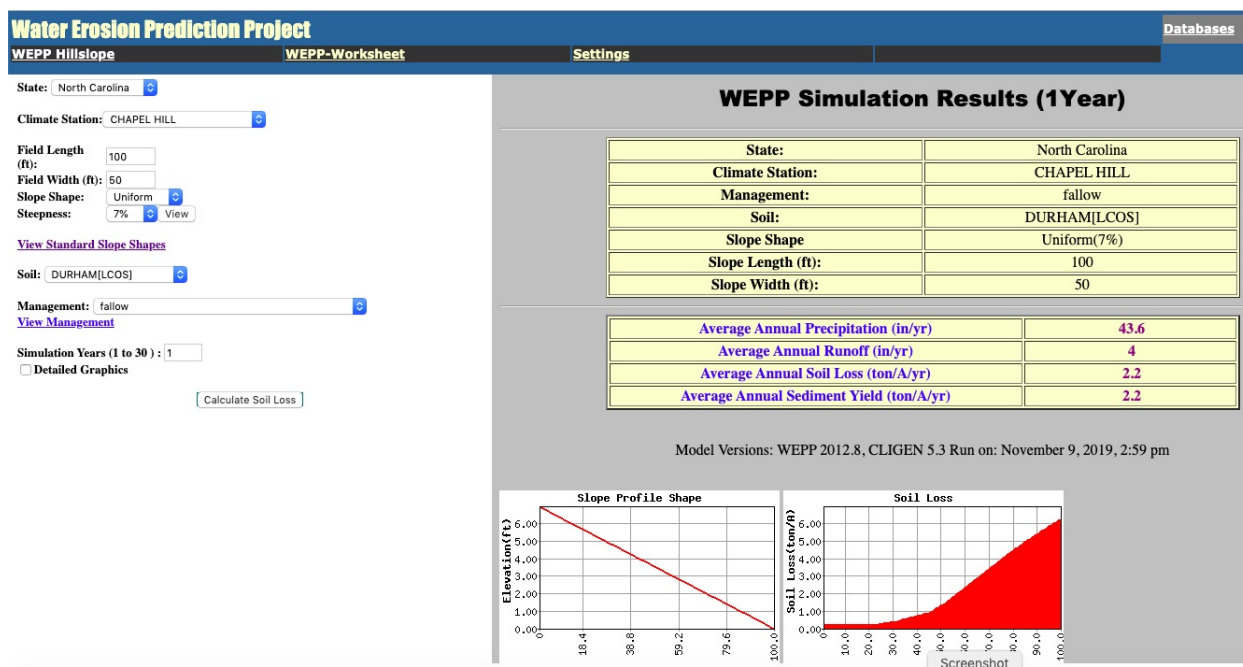 Water Erosion Prediction Project
Databases
WEPP Hillslope WEPP-Worksheet Settings
State: North Carolina
Climate Station: CHAPEL HILL
Field Length
(ft): 100
Field Width (ft): 50
Slope Shape: Uniform
Steepness: 7% View
View Standard Slope Shapes
Soil: DURHAM[LCOS]
Management: fallow
View Management
Simulation Years (1 to 30 ) : 1
Detailed Graphics
Calculate Soil Loss
WEPP Simulation Results (1Year)
State: North Carolina
Climate Station: CHAPEL HILL
Management: fallow
Soil: DURHAM[LCOS]
Slope Shape Uniform(7%)
Slope Length (ft): 100
Slope Width (ft): 50
Average Annual Precipitation (in/yr) 43.6
Average Annual Runoff (in/yr) 4
Average Annual Soil Loss (ton/A/yr) 2.2
Average Annual Sediment Yield (ton/A/yr) 2.2
Model Versions: WEPP 2012.8, CLIGEN 5.3 Run on: November 9, 2019, 2:59 pm
Slope Profile Shape
Elevation(ft)
6.00
5.00
4.00
3.00
2.00
1.00
0.00
0 18.4 38.8 59.2 79.6 100.0
Soil Loss
Soil Loss(ton/A)
6.00
5.00
4.00
3.00
2.00
1.00
0.00
0 10.0 20.0 30.0 40.0 90.0 100.0
Screenshot